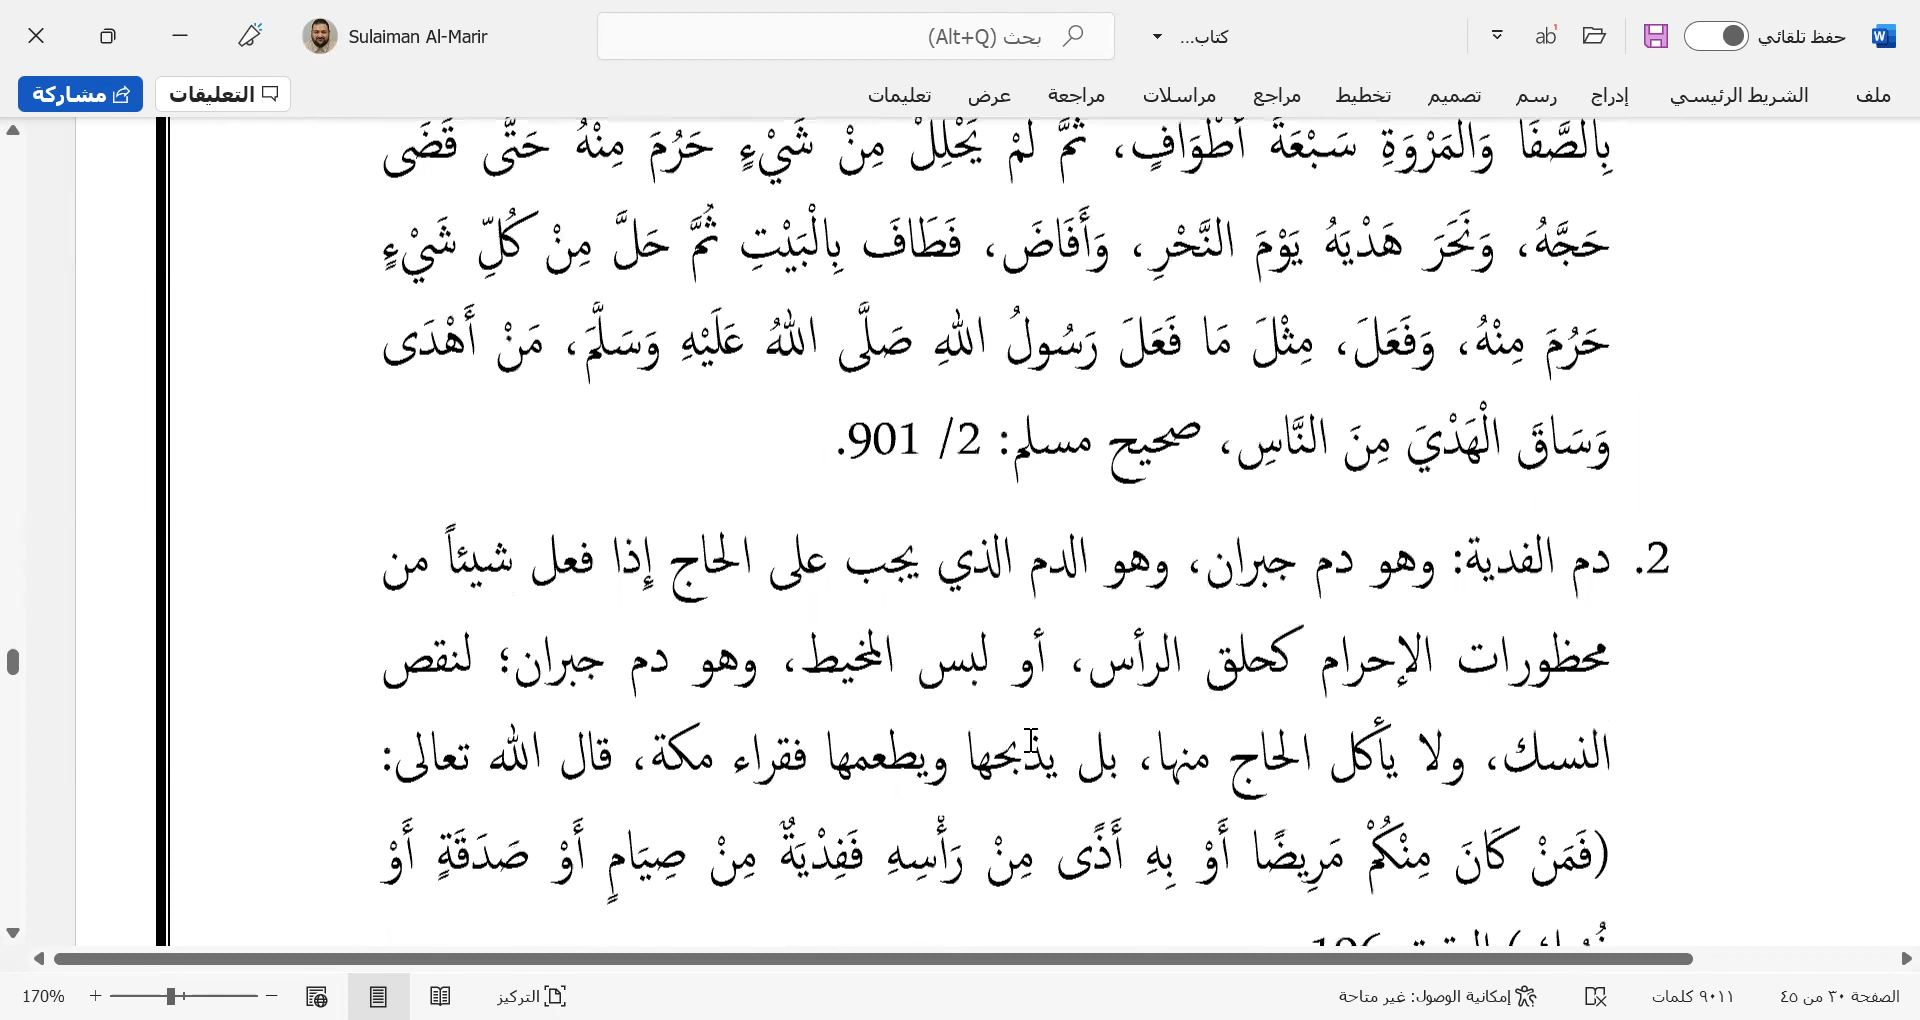 Sulaiman Al-Marir
بحث (Alt+Q)
كتاب...
حفظ تلقائي
ملف
الشريط الرئيسي
إدراج
رسم
تصميم
تخطيط
مراجع
مراسلات
مراجعة
عرض
تعليمات
التعليقات
مشاركة
بِالصَّفَا وَالْمَرْوَةِ سَبْعَةَ أَطْوَافٍ، ثُمَّ لَمْ يَحْلِلْ مِنْ شَيْءٍ حَرُمَ مِنْهُ حَتَّى قَضَى
حَجَّهُ، وَنَحَرَ هَدْيَهُ يَوْمَ النَّحْرِ، وَأَفَاضَ، فَطَافَ بِالْبَيْتِ ثُمَّ حَلَّ مِنْ كُلِّ شَيْءٍ
حَرُمَ مِنْهُ، وَفَعَلَ، مِثْلَ مَا فَعَلَ رَسُولُ اللهِ صَلَّى اللهُ عَلَيْهِ وَسَلَّمَ، مَنْ أَهْدَى
وَسَاقَ الْهَدْيَ مِنَ النَّاسِ، صحيح مسلم: 2/ 901.
2. دم الفدية: وهو دم جبران، وهو الدم الذي يجب على الحاج إذا فعل شيئاً من
محظورات الإحرام كحلق الرأس، أو لبس المخيط، وهو دم جبران؛ لنقص
النسك، ولا يأكل الحاج منها، بل يذبحها ويطعمها فقراء مكة، قال الله تعالى:
(فَمَنْ كَانَ مِنْكُمْ مَرِيضًا أَوْ بِهِ أَذًى مِنْ رَأْسِهِ فَفِدْيَةٌ مِنْ صِيَامٍ أَوْ صَدَقَةٍ أَوْ
الصفحة ٣٠ من ٤٥
٩٠١١ كلمات
إمكانية الوصول: غير متاحة
التركيز
170%